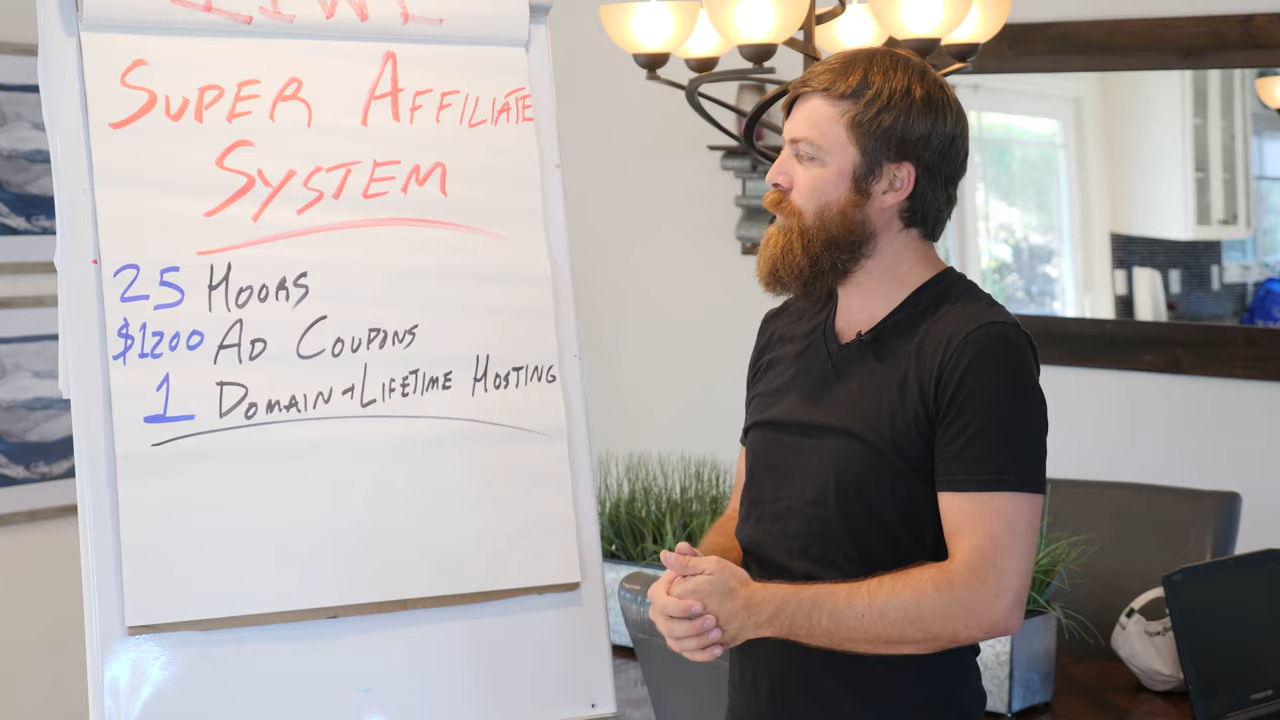 SUPER AFFILIATE
SYSTEM
25 HOURS
$1200 AD COUPONS
1 DOMAIN + LIFETIME HOSTING